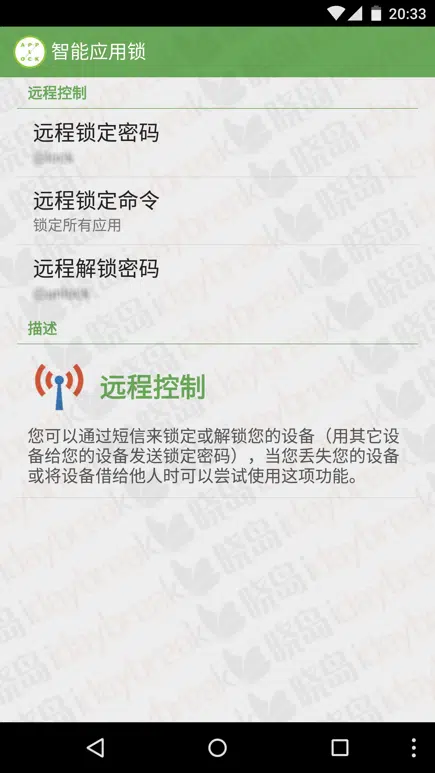 20:33
APP
X
OCK
智能应用锁
远程控制
远程锁定密码
远程锁定命令
锁定所有应用
远程解锁密码
描述
远程控制
您可以通过短信来锁定或解锁您的设备（用其它设
备给您的设备发送锁定密码），当您丢失您的设备
或将设备借给他人时可以尝试使用这项功能。
晓岛
idaybreak